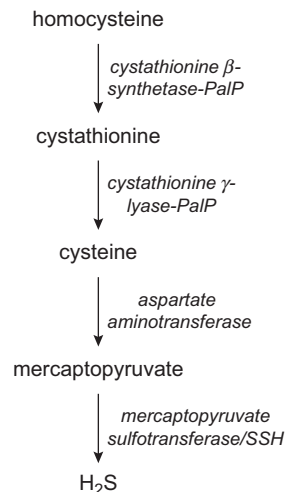 homocysteine
cystathionine β-
synthetase-PalP
cystathionine
cystathionine γ-
lyase-PalP
cysteine
aspartate
aminotransferase
mercaptopyruvate
mercaptopyruvate
sulfotransferase/SSH
H₂S